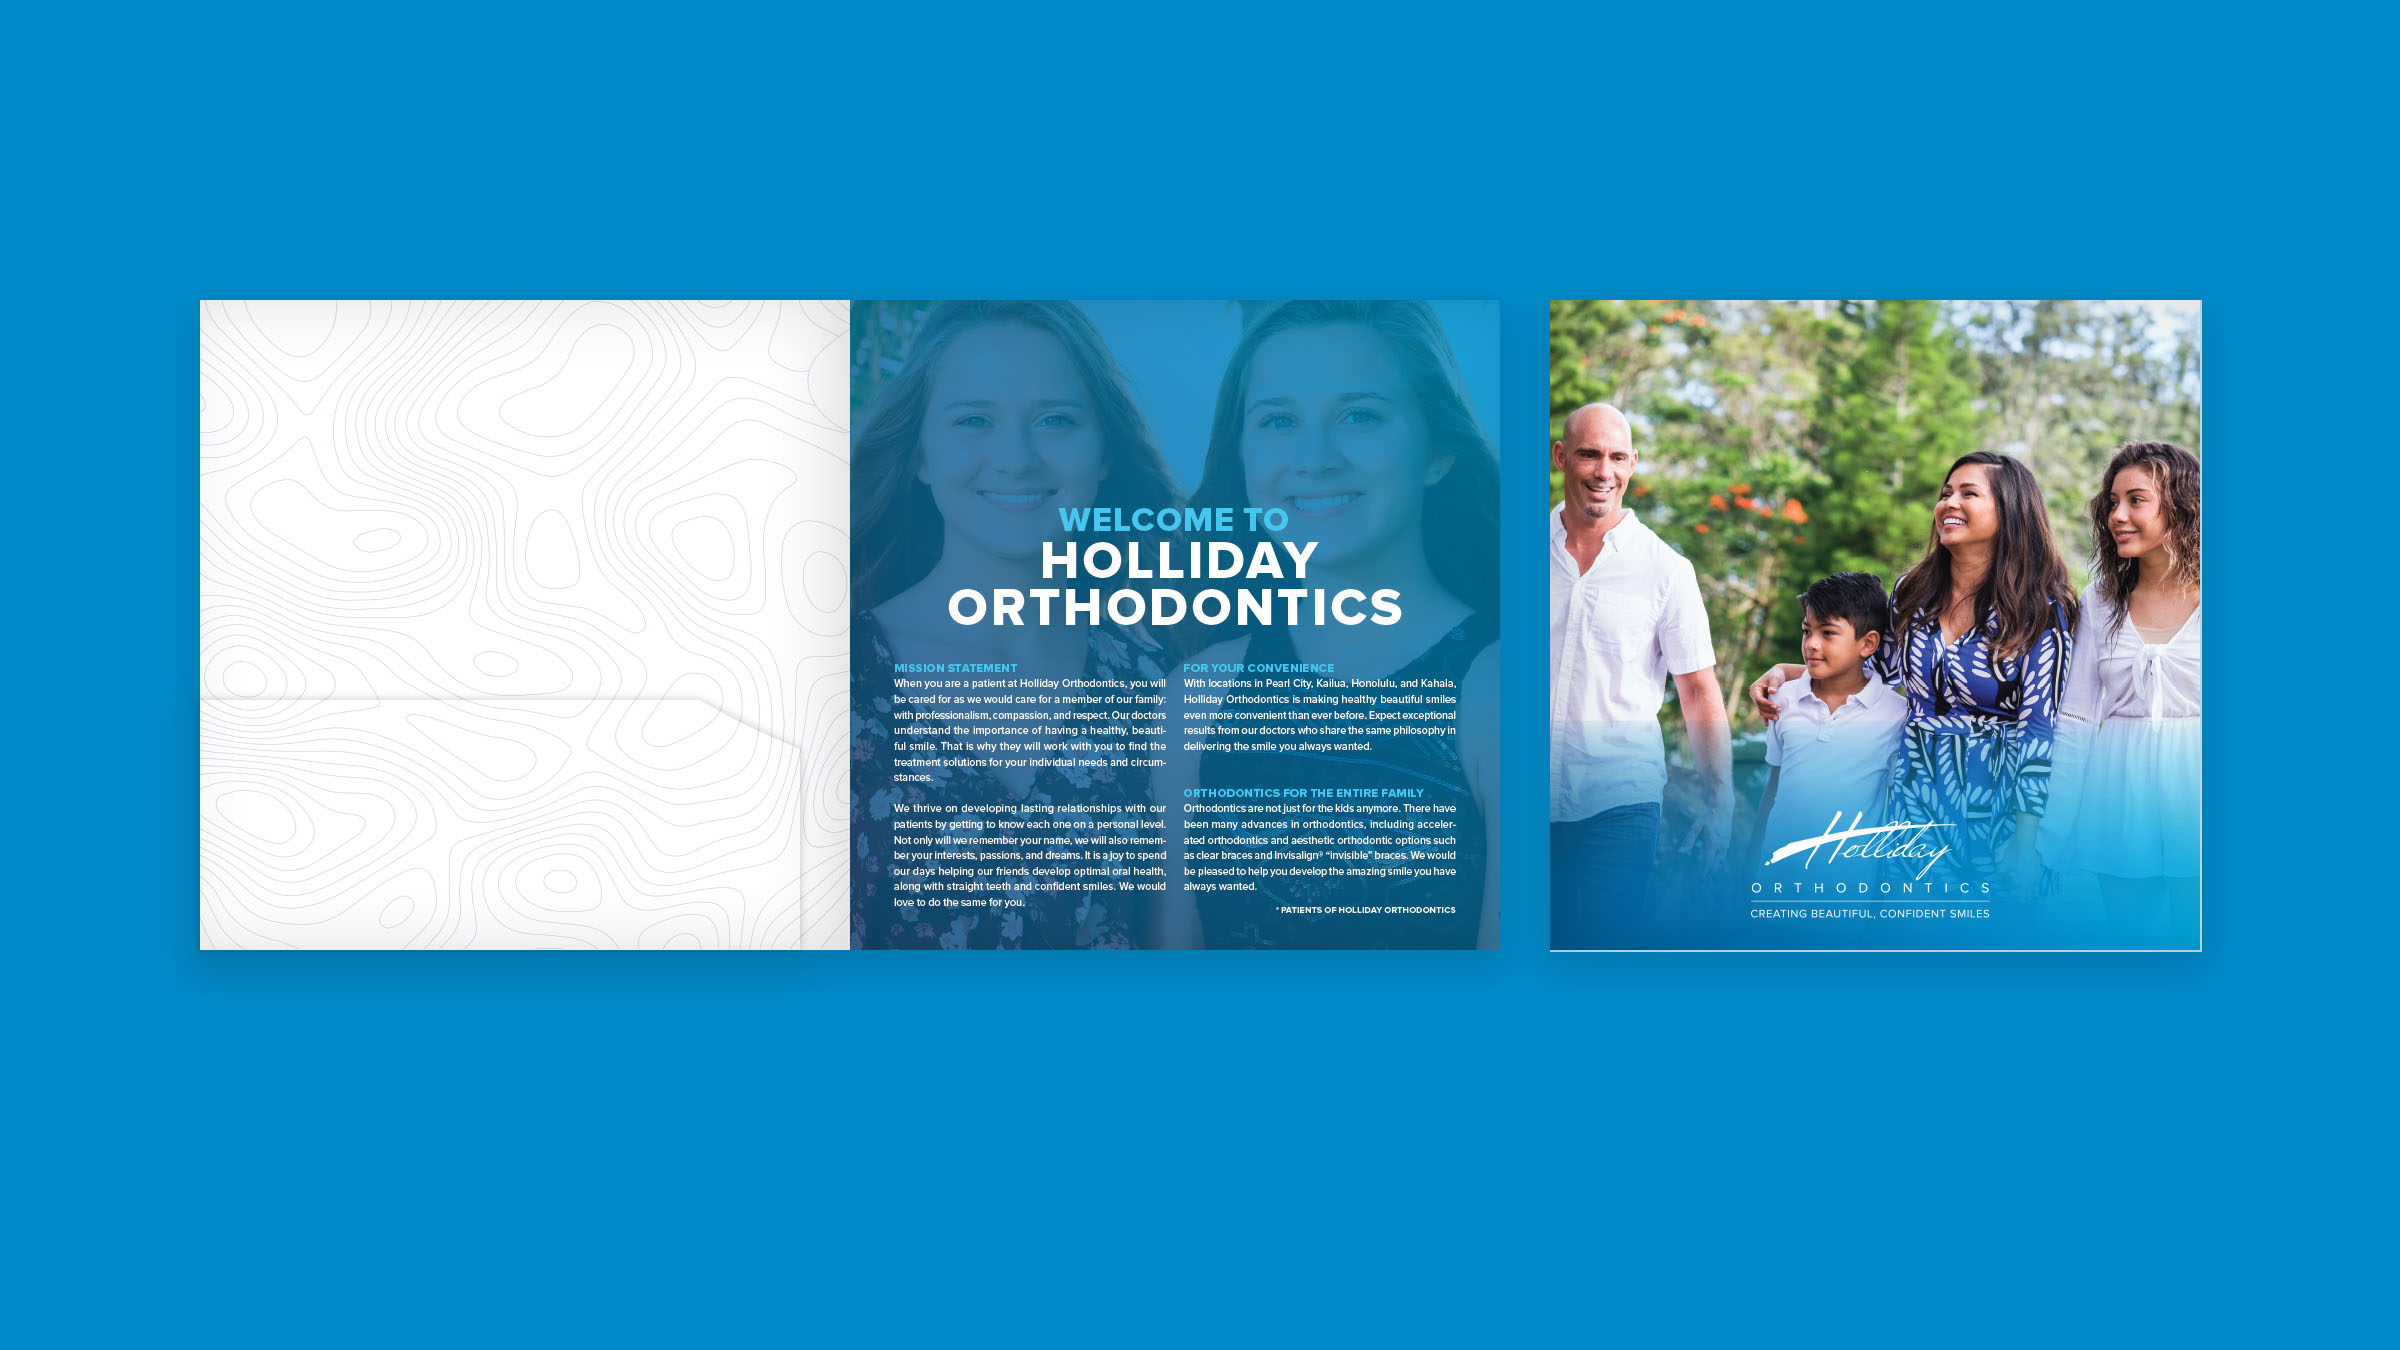 WELCOME TO
HOLLIDAY
ORTHODONTICS
MISSION STATEMENT
When you are a patient at Holliday Orthodontics, you will
be cared for as we would care for a member of our family:
with professionalism, compassion, and respect. Our doctors
understand the importance of having a healthy, beauti-
ful smile. That is why they will work with you to find the
treatment solutions for your individual needs and circum-
stances.
We thrive on developing lasting relationships with our
patients by getting to know each one on a personal level.
Not only will we remember your name, we will also remem-
ber your interests, passions, and dreams. It is a joy to spend
our days helping our friends develop optimal oral health,
along with straight teeth and confident smiles. We would
love to do the same for you.
FOR YOUR CONVENIENCE
With locations in Pearl City, Kailua, Honolulu, and Kahala,
Holliday Orthodontics is making healthy beautiful smiles
even more convenient than ever before. Expect exceptional
results from our doctors who share the same philosophy in
delivering the smile you always wanted.
ORTHODONTICS FOR THE ENTIRE FAMILY
Orthodontics are not just for the kids anymore. There have
been many advances in orthodontics, including acceler-
ated orthodontics and aesthetic orthodontic options such
as clear braces and Invisalign® “invisible” braces. We would
be pleased to help you develop the amazing smile you have
always wanted.
* PATIENTS OF HOLLIDAY ORTHODONTICS
Holliday
ORTHODONTICS
CREATING BEAUTIFUL, CONFIDENT SMILES